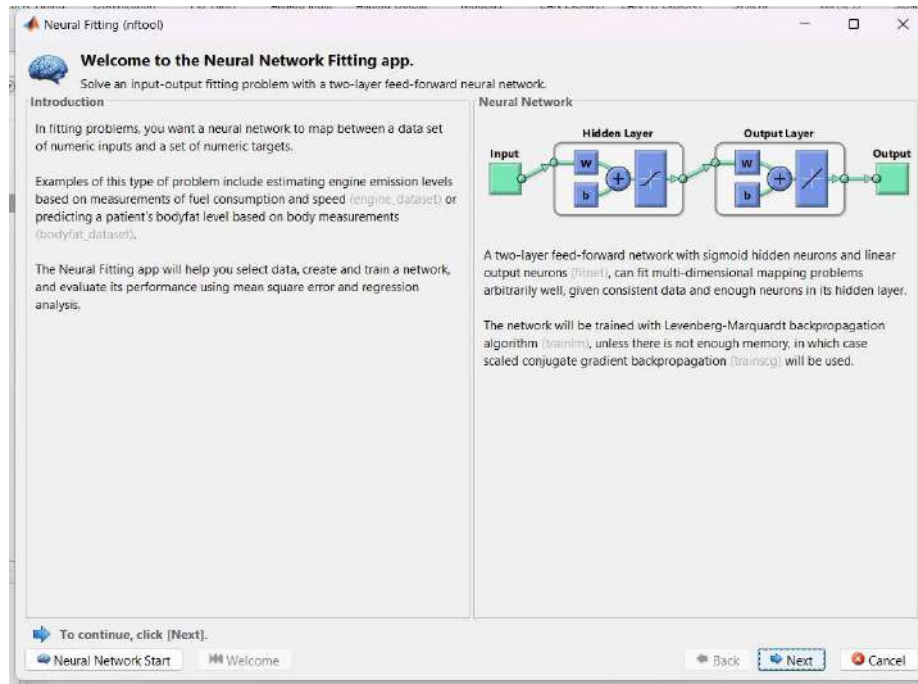 Neural Fitting (nftool)
Welcome to the Neural Network Fitting app.
Solve an input-output fitting problem with a two-layer feed-forward neural network.
Introduction
In fitting problems, you want a neural network to map between a data set
of numeric inputs and a set of numeric targets.
Examples of this type of problem include estimating engine emission levels
based on measurements of fuel consumption and speed (engine_dataset) or
predicting a patient's bodyfat level based on body measurements
(bodyfat_dataset).
The Neural Fitting app will help you select data, create and train a network,
and evaluate its performance using mean square error and regression
analysis.
Neural Network
Hidden Layer
Output Layer
Input
Output
W
b
W
b
A two-layer feed-forward network with sigmoid hidden neurons and linear
output neurons (fitnet), can fit multi-dimensional mapping problems
arbitrarily well, given consistent data and enough neurons in its hidden layer.
The network will be trained with Levenberg-Marquardt backpropagation
algorithm (trainlm), unless there is not enough memory, in which case
scaled conjugate gradient backpropagation (trainscg) will be used.
To continue, click [Next].
Neural Network Start
Welcome
Back
Next
Cancel